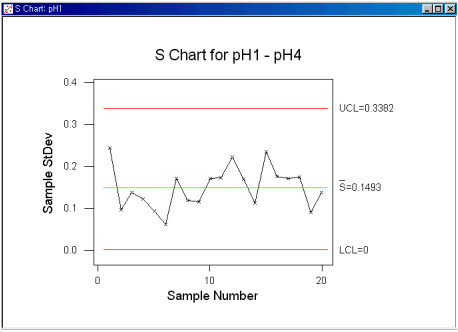 S Chart: pH1
S Chart for pH1 - pH4
0.4
0.3
0.2
0.1
0.0
Sample StDev
UCL=0.3382
S̅=0.1493
LCL=0
0
10
20
Sample Number